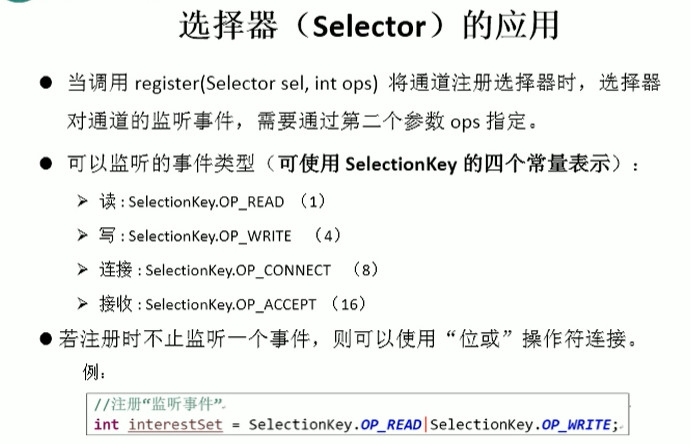 选择器（Selector）的应用
● 当调用 register(Selector sel, int ops) 将通道注册选择器时，选择器
对通道的监听事件，需要通过第二个参数 ops 指定。
● 可以监听的事件类型（可使用 SelectionKey 的四个常量表示）：
➢ 读 : SelectionKey.OP_READ （1）
➢ 写 : SelectionKey.OP_WRITE （4）
➢ 连接 : SelectionKey.OP_CONNECT （8）
➢ 接收 : SelectionKey.OP_ACCEPT （16）
● 若注册时不止监听一个事件，则可以使用“位或”操作符连接。
例：
//注册“监听事件”
int interestSet = SelectionKey.OP_READ|SelectionKey.OP_WRITE;